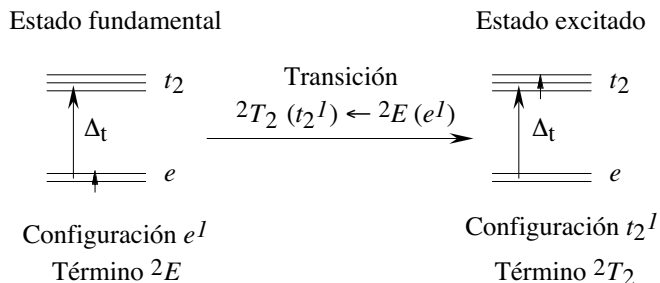 Estado fundamental
Estado excitado
t2
Δt
e
Transición
²T2 (t2¹) ← ²E (e¹)
t2
Δt
e
Configuración e¹
Término ²E
Configuración t2¹
Término ²T2